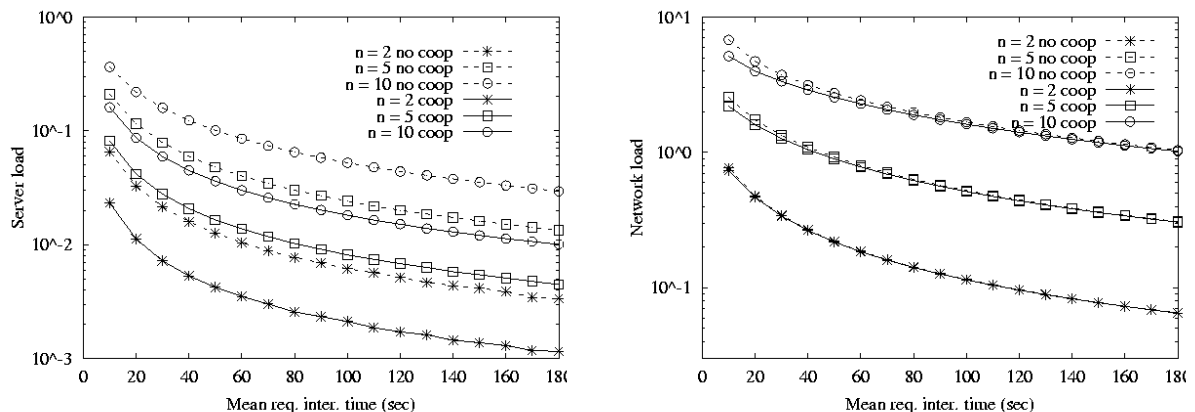 10^0
10^-1
10^-2
10^-3
Server load
n = 2 no coop
n = 5 no coop
n = 10 no coop
n = 2 coop
n = 5 coop
n = 10 coop
0 20 40 60 80 100 120 140 160 180
Mean req. inter. time (sec)
10^1
10^0
10^-1
Network load
n = 2 no coop
n = 5 no coop
n = 10 no coop
n = 2 coop
n = 5 coop
n = 10 coop
0 20 40 60 80 100 120 140 160 180
Mean req. inter. time (sec)